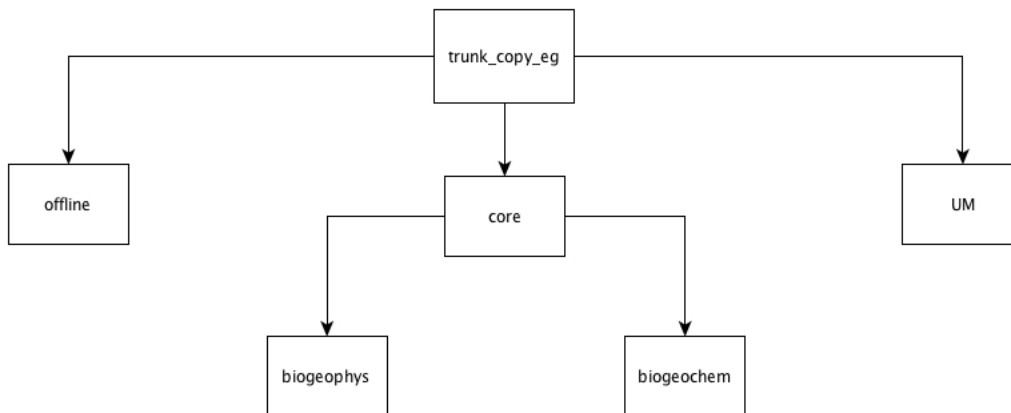 trunk_copy_eg
offline
core
UM
biogeophys
biogeochem